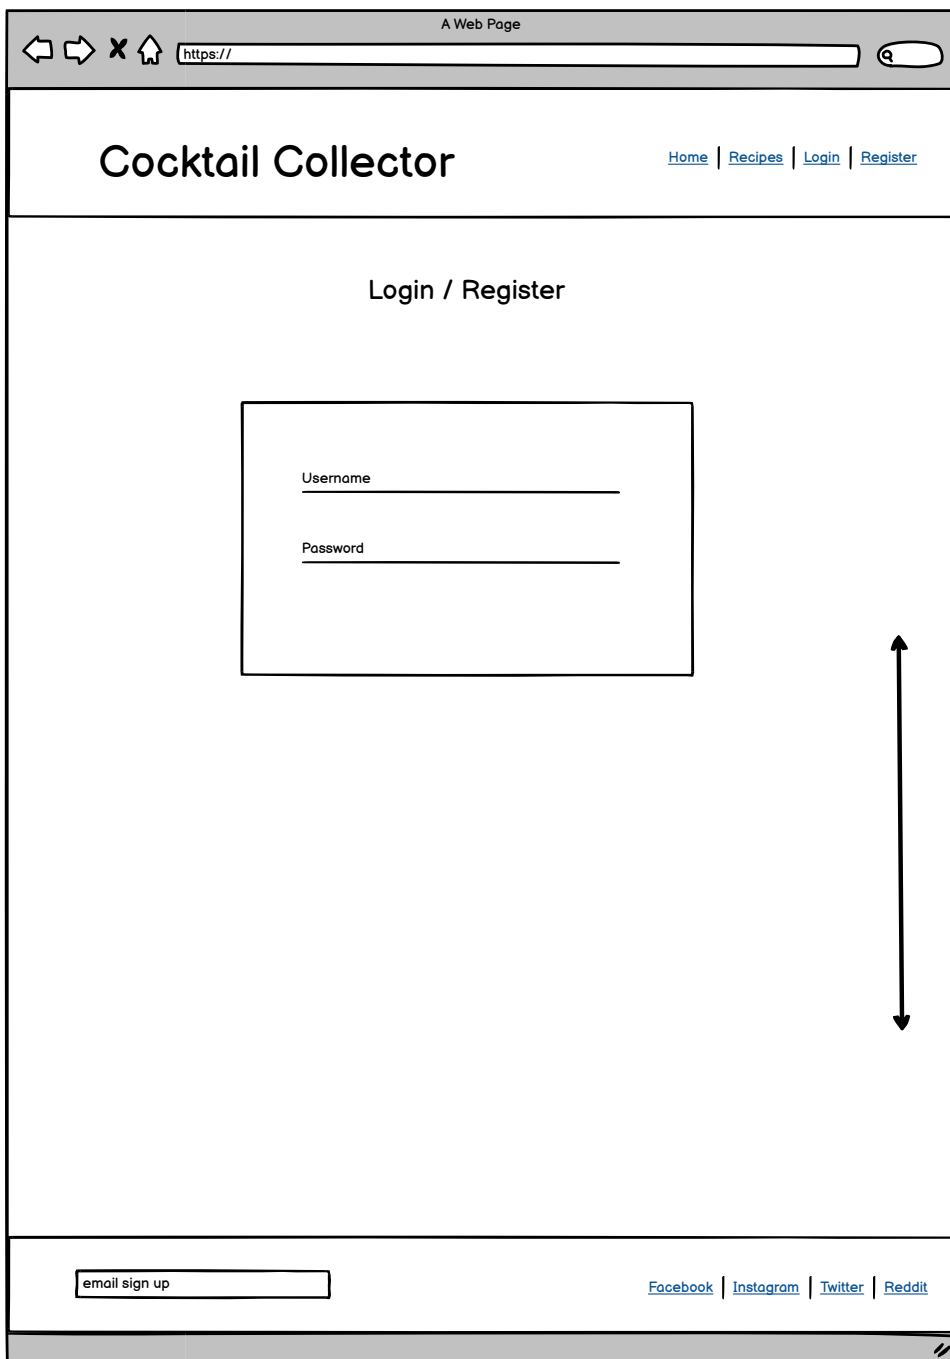 A Web Page
https://
Cocktail Collector
Home | Recipes | Login | Register
Login / Register
Username
Password
email sign up
Facebook | Instagram | Twitter | Reddit